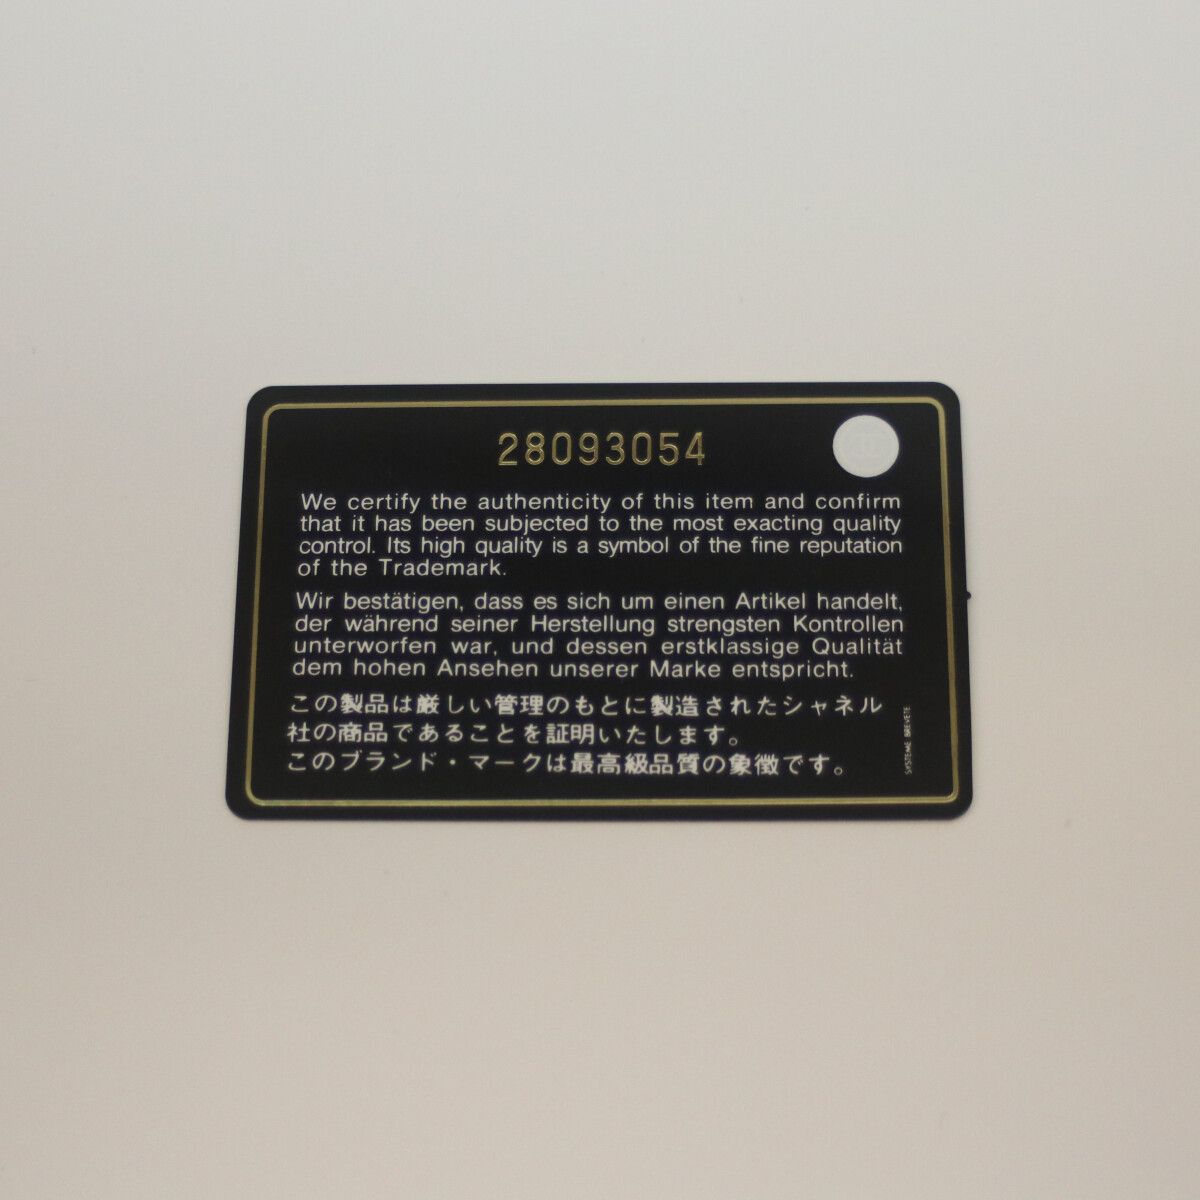 28093054
We certify the authenticity of this item and confirm
that it has been subjected to the most exacting quality
control. Its high quality is a symbol of the fine reputation
of the Trademark.
Wir bestätigen, dass es sich um einen Artikel handelt,
der während seiner Herstellung strengsten Kontrollen
unterworfen war, und dessen erstklassige Qualität
dem hohen Ansehen unserer Marke entspricht.
この製品は厳しい管理のもとに製造されたシャネル
社の商品であることを証明いたします。
このブランド・マークは最高級品質の象徴です。
SYSTEME BREVETE